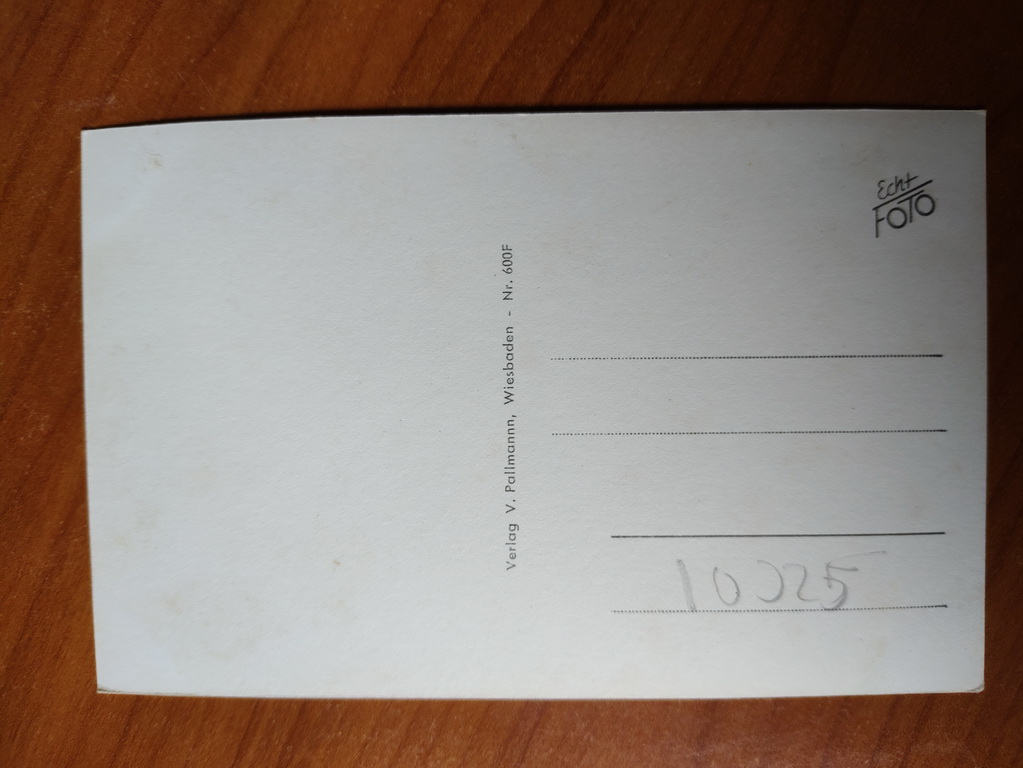 Echt
FOTO
Verlag V. Pallmannn, Wiesbaden - Nr. 600F